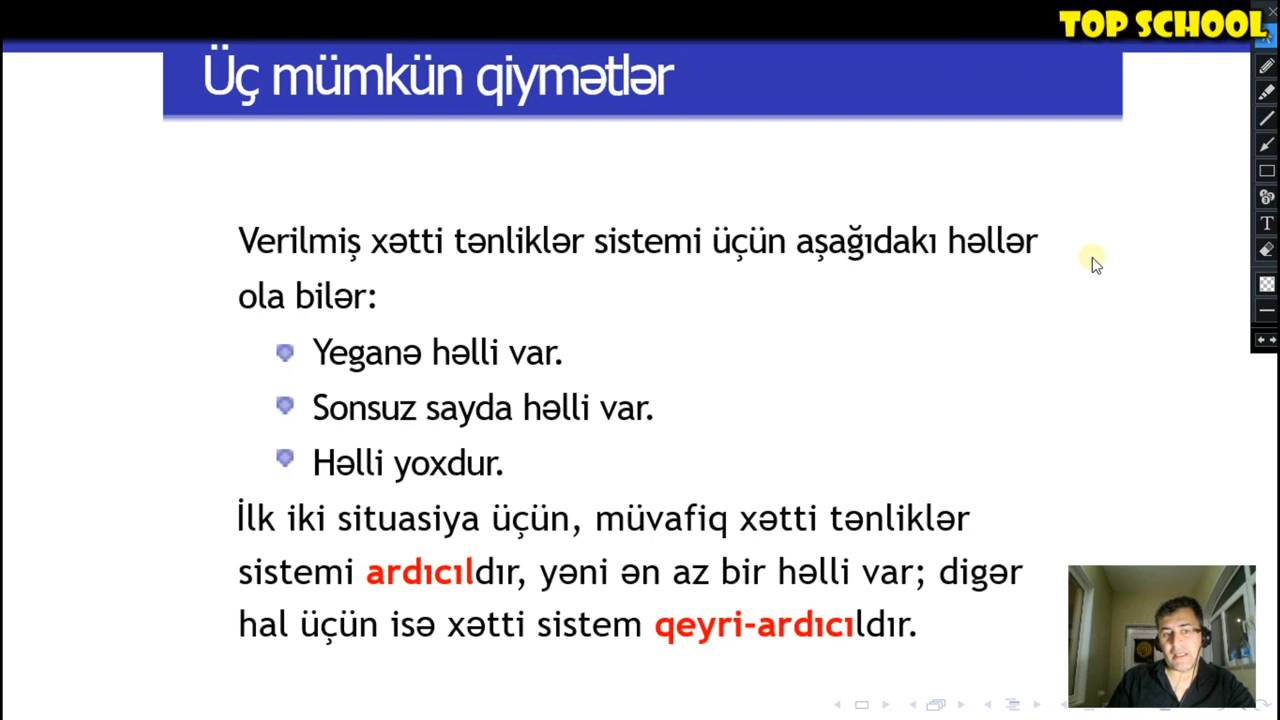 TOP SCHOOL
Üç mümkün qiymətlər
Verilmiş xətti tənliklər sistemi üçün aşağıdakı həllər
ola bilər:
Yeganə həlli var.
Sonsuz sayda həlli var.
Həlli yoxdur.
İlk iki situasiya üçün, müvafiq xətti tənliklər
sistemi ardıcıldır, yəni ən az bir həlli var; digər
hal üçün isə xətti sistem qeyri-ardıcıldır.